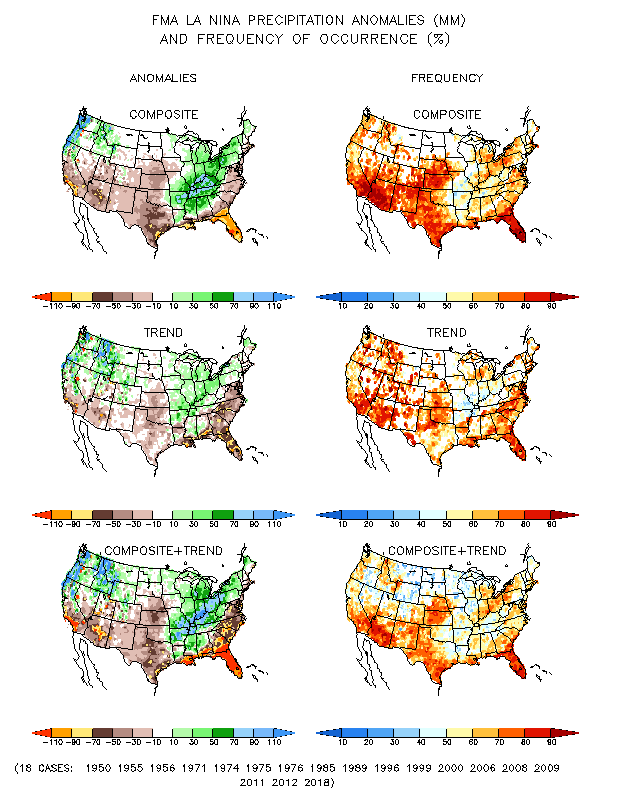 FMA LA NINA PRECIPITATION ANOMALIES (MM)
AND FREQUENCY OF OCCURRENCE (%)
ANOMALIES FREQUENCY
COMPOSITE COMPOSITE
-110 -90 -70 -50 -30 -10 10 30 50 70 90 110 10 20 30 40 50 60 70 80 90
TREND TREND
-110 -90 -70 -50 -30 -10 10 30 50 70 90 110 10 20 30 40 50 60 70 80 90
COMPOSITE+TREND COMPOSITE+TREND
-110 -90 -70 -50 -30 -10 10 30 50 70 90 110 10 20 30 40 50 60 70 80 90
(18 CASES: 1950 1955 1956 1971 1974 1975 1976 1985 1989 1996 1999 2000 2006 2008 2009
2011 2012 2018)